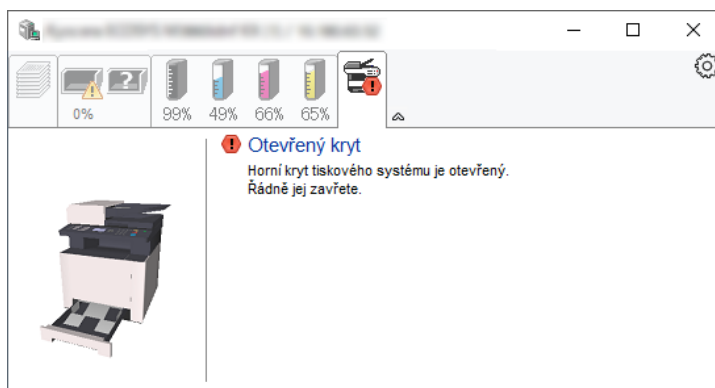 0%
99%
49%
66%
65%
Otevřený kryt
Horní kryt tiskového systému je otevřený.
Řádně jej zavřete.